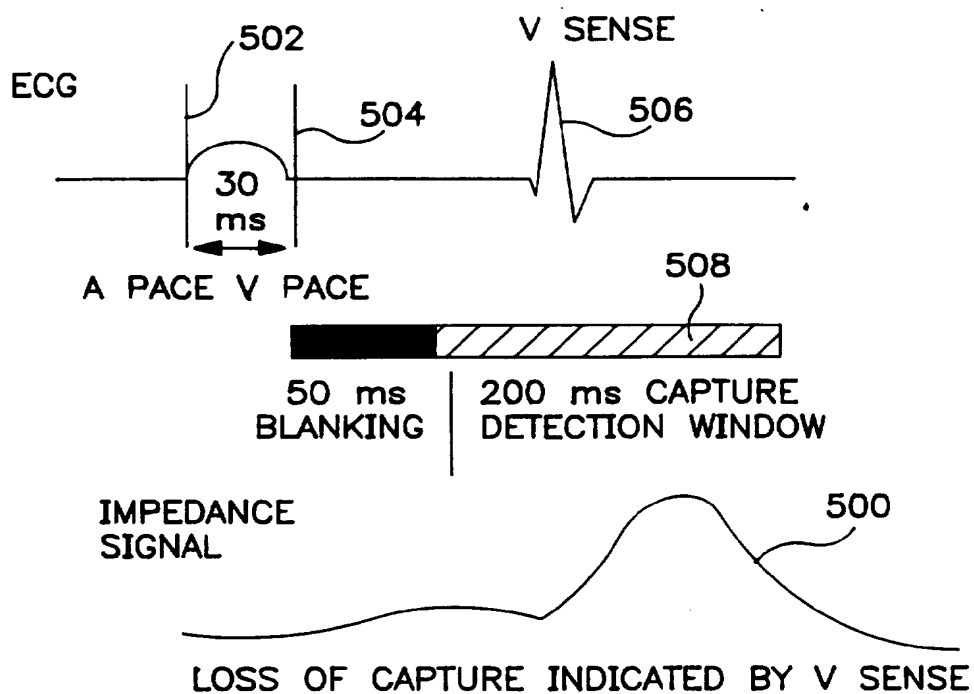 502
V SENSE
ECG
504
506
30
ms
A PACE V PACE
508
50 ms
BLANKING
200 ms CAPTURE
DETECTION WINDOW
IMPEDANCE
SIGNAL
500
LOSS OF CAPTURE INDICATED BY V SENSE